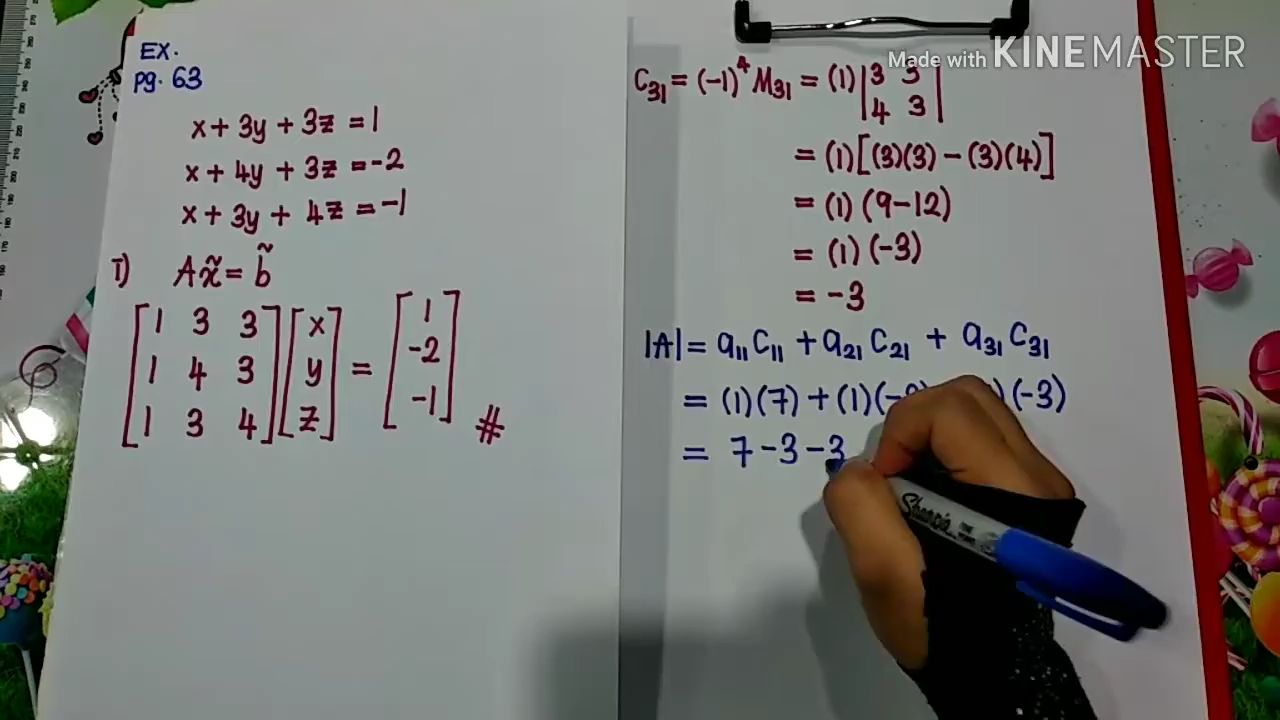 EX.
pg. 63
x + 3y + 3z = 1
x + 4y + 3z = -2
x + 3y + 4z = -1
I) Ax̃ = b̃
[1 3 3] [x] = [1]
[1 4 3] [y] = [-2]
[1 3 4] [z] = [-1] #
Made with KINEMASTER
C₃₁ = (-1)⁴ M₃₁ = (1) |3 3|
|4 3|
= (1)[(3)(3) - (3)(4)]
= (1) (9-12)
= (1) (-3)
= -3
|A| = a₁₁ C₁₁ + a₂₁ C₂₁ + a₃₁ C₃₁
= (1)(7) + (1)(- )(-3)
= 7-3-3
Sharpie